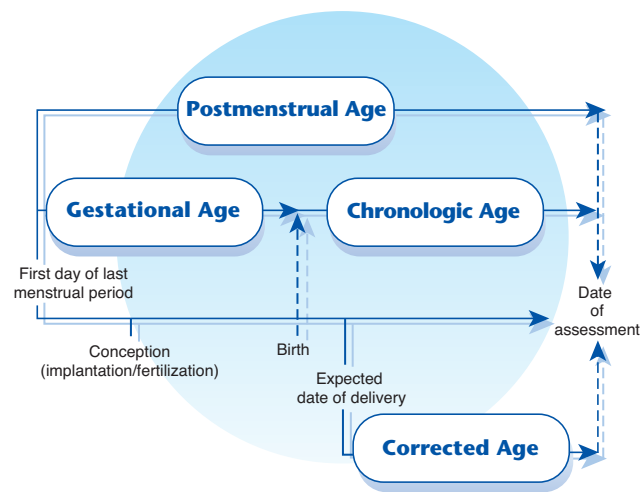 Postmenstrual Age
Gestational Age
Chronologic Age
First day of last
menstrual period
Date
of
assessment
Conception
(implantation/fertilization)
Birth
Expected
date of delivery
Corrected Age